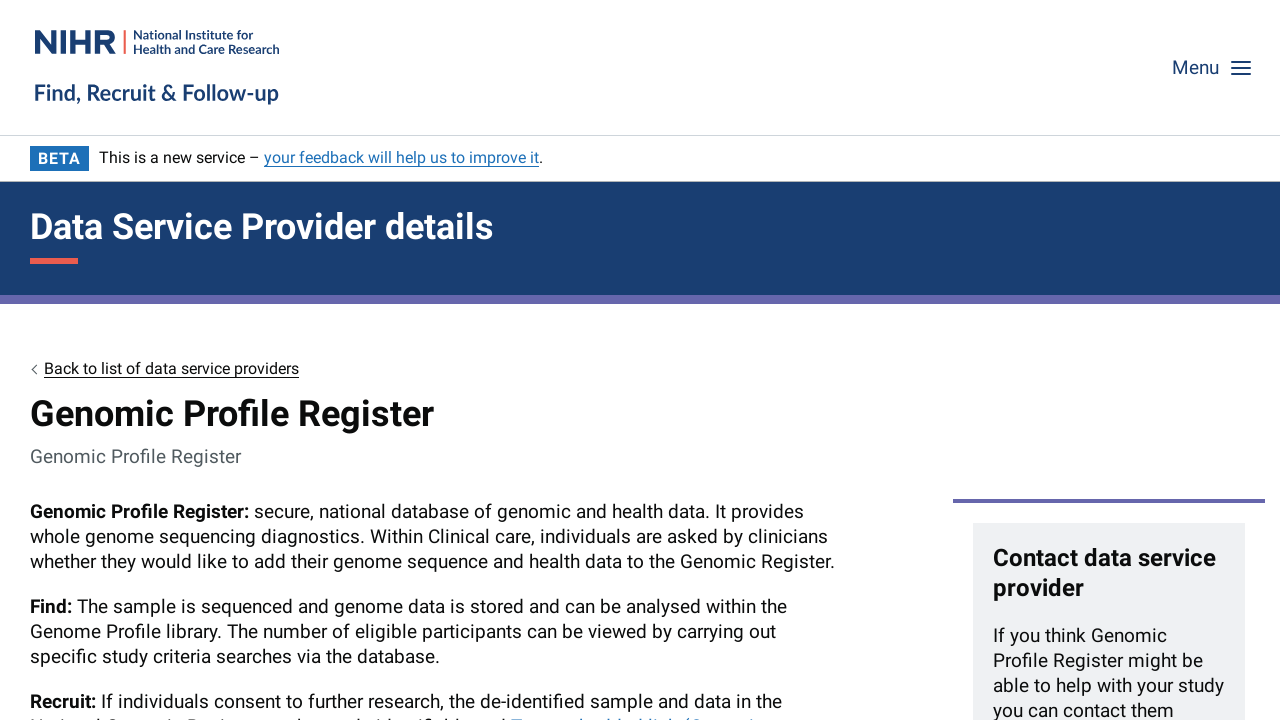 NIHR | National Institute for
Health and Care Research
Find, Recruit & Follow-up
Menu
BETA This is a new service – your feedback will help us to improve it.
Data Service Provider details
Back to list of data service providers
Genomic Profile Register
Genomic Profile Register
Genomic Profile Register: secure, national database of genomic and health data. It provides
whole genome sequencing diagnostics. Within Clinical care, individuals are asked by clinicians
whether they would like to add their genome sequence and health data to the Genomic Register.
Find: The sample is sequenced and genome data is stored and can be analysed within the
Genome Profile library. The number of eligible participants can be viewed by carrying out
specific study criteria searches via the database.
Recruit: If individuals consent to further research, the de-identified sample and data in the
Contact data service
provider
If you think Genomic
Profile Register might be
able to help with your study
you can contact them